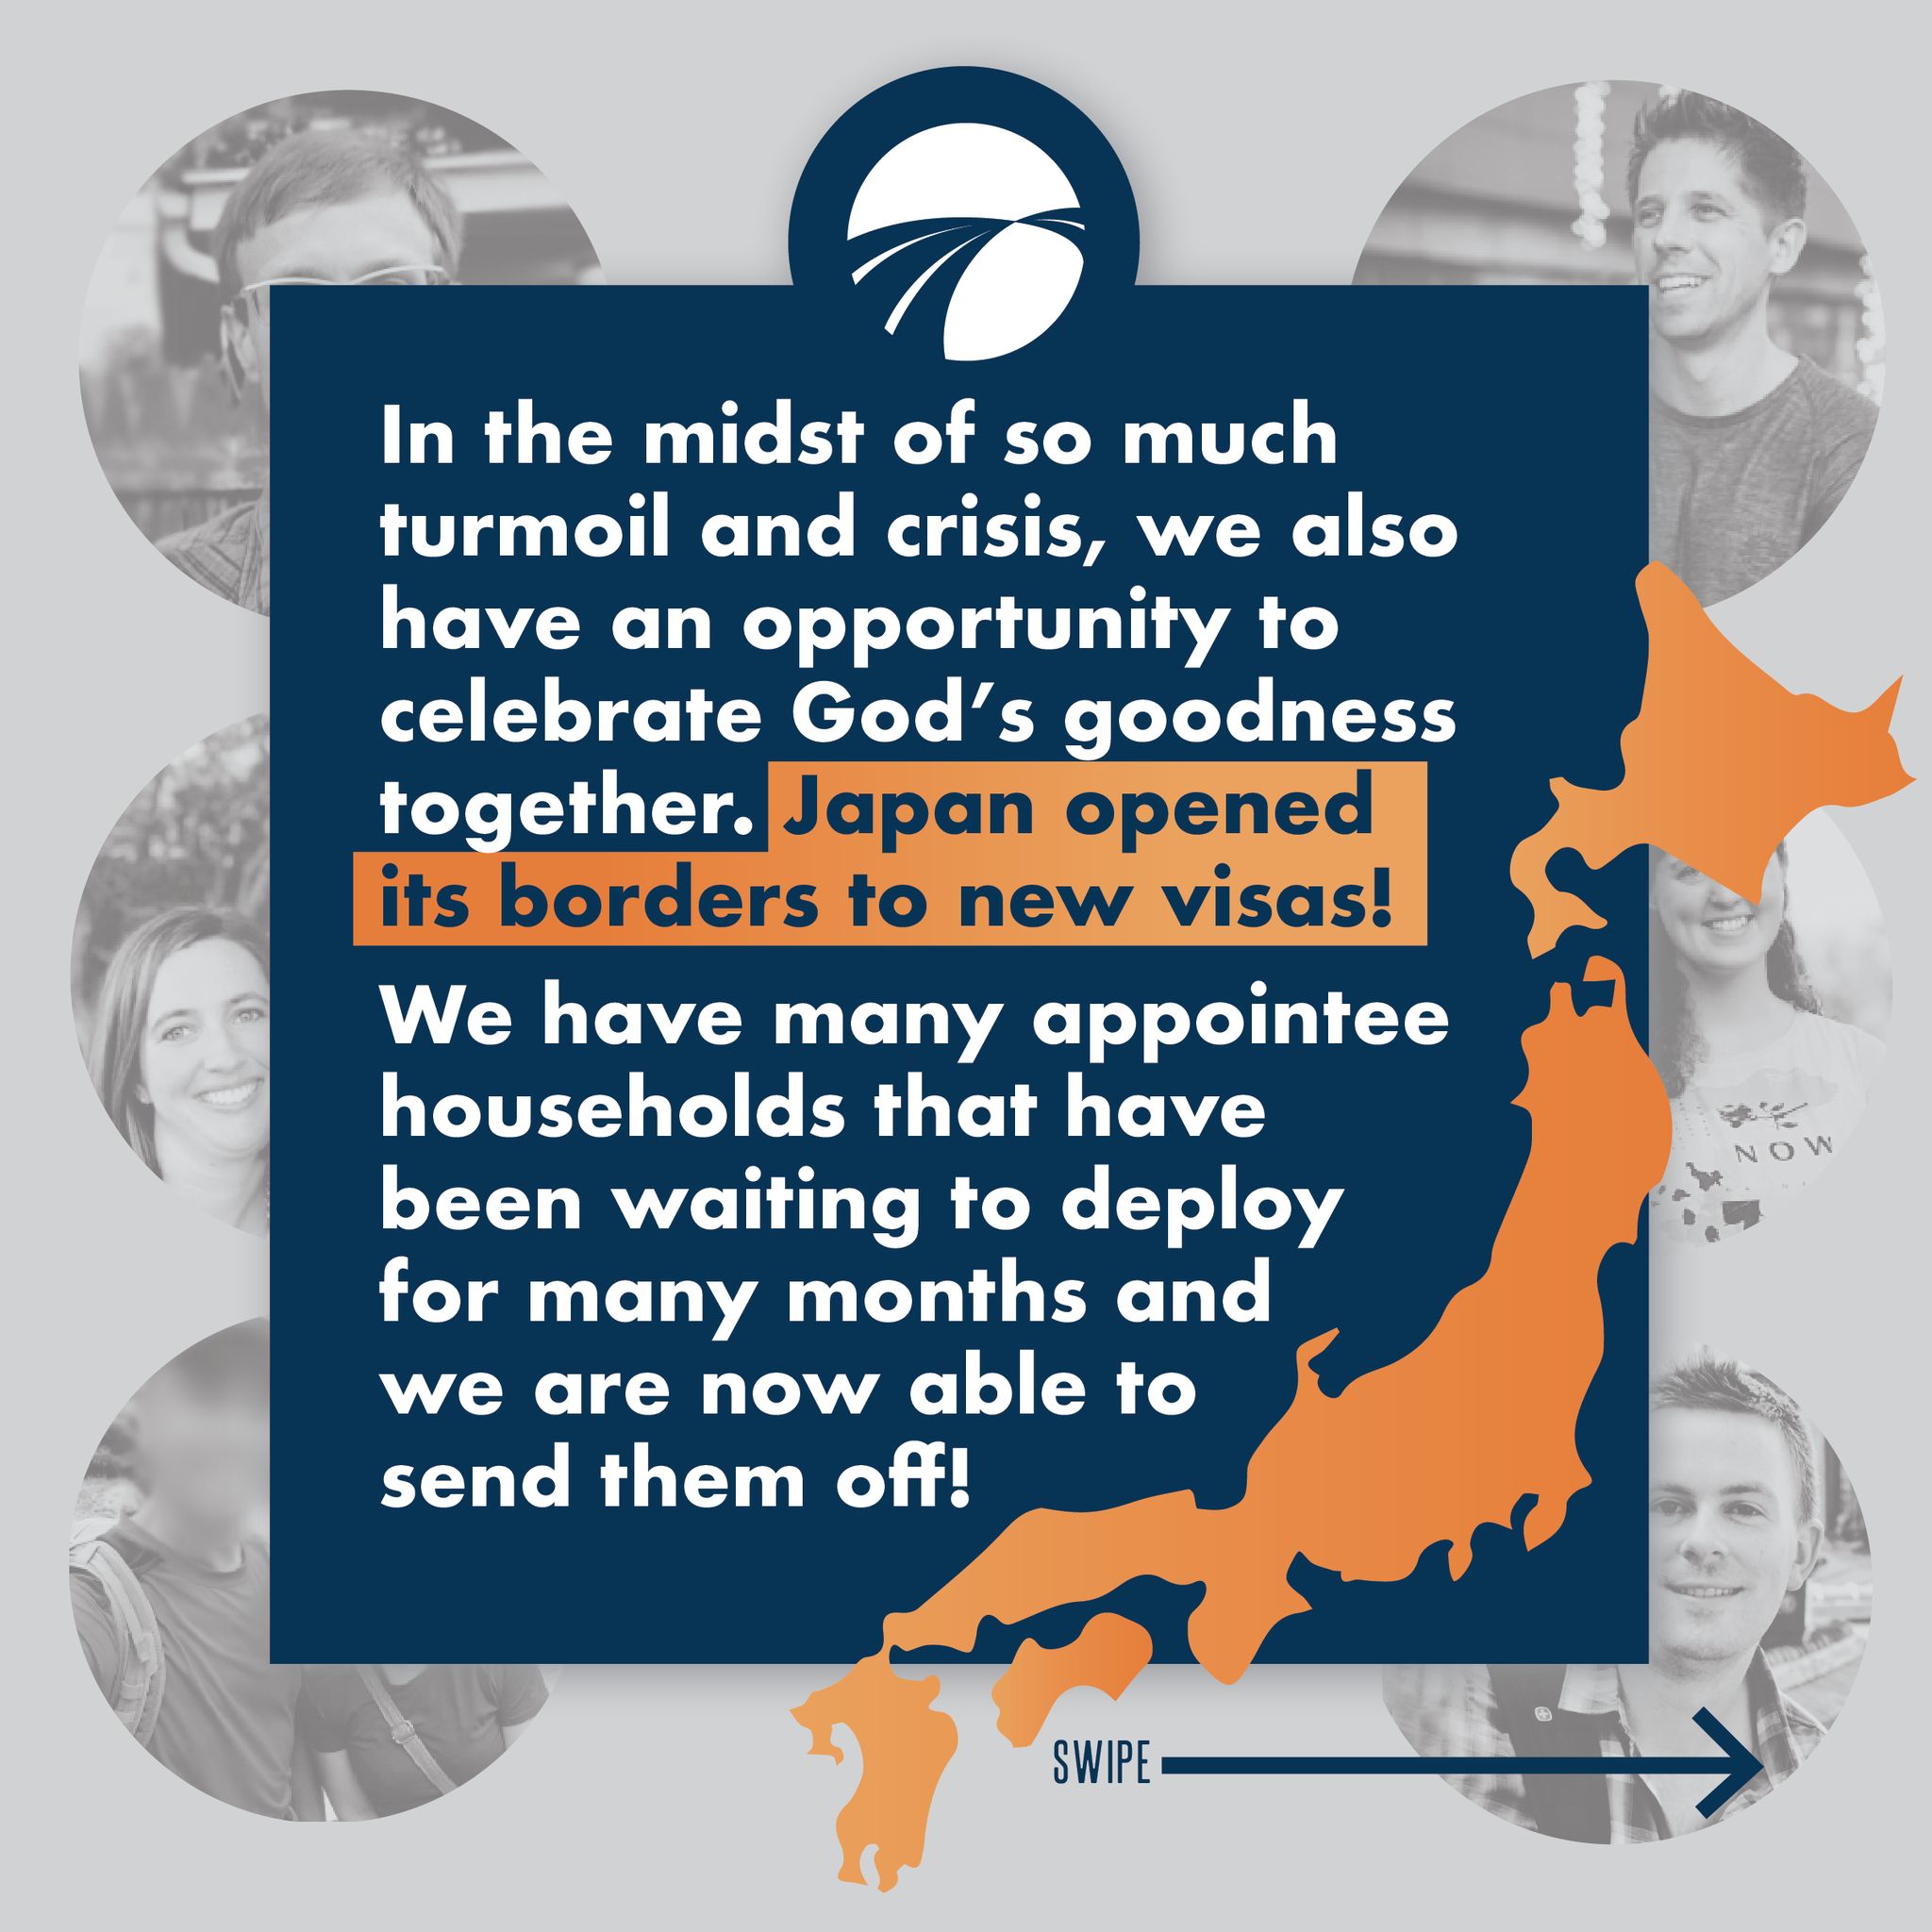 In the midst of so much
turmoil and crisis, we also
have an opportunity to
celebrate God’s goodness
together. Japan opened
its borders to new visas!
We have many appointee
households that have
been waiting to deploy
for many months and
we are now able to
send them off!
NOW
SWIPE